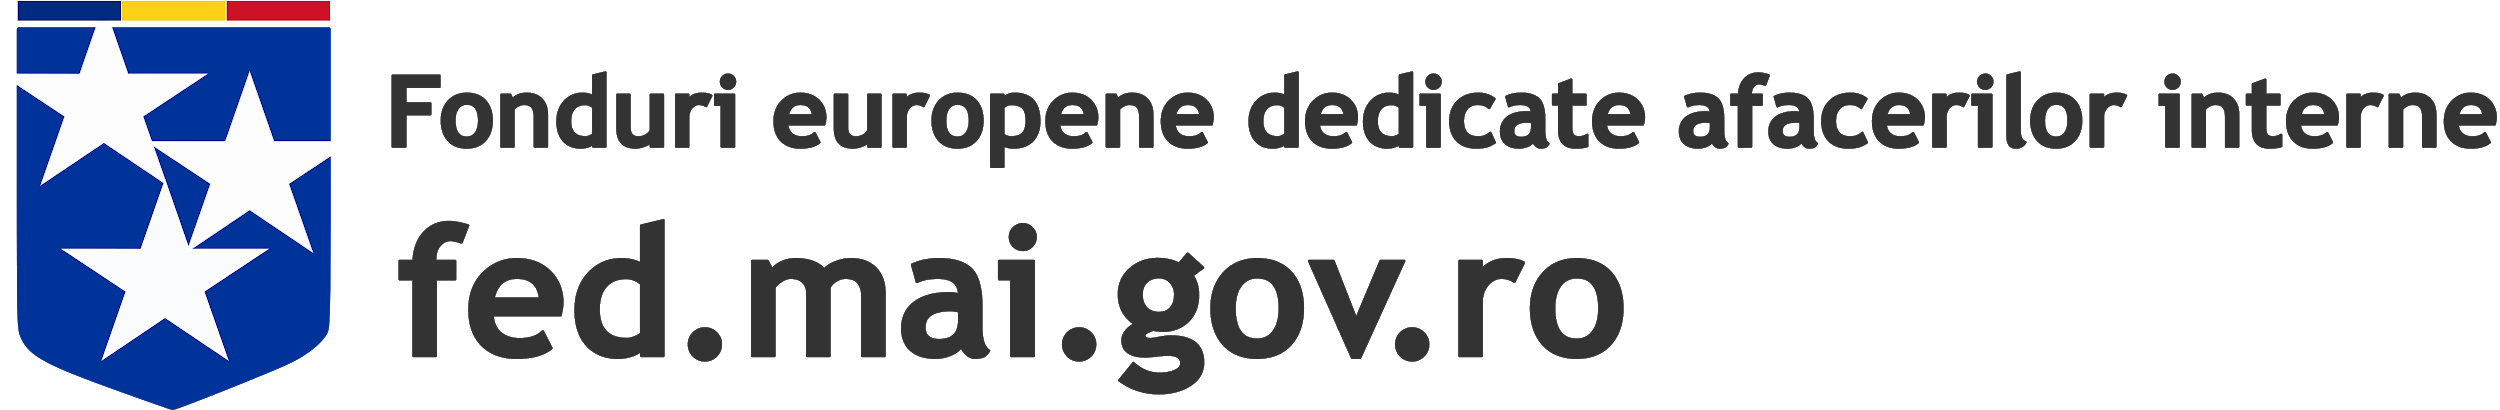 Fonduri europene dedicate afacerilor interne
fed.mai.gov.ro